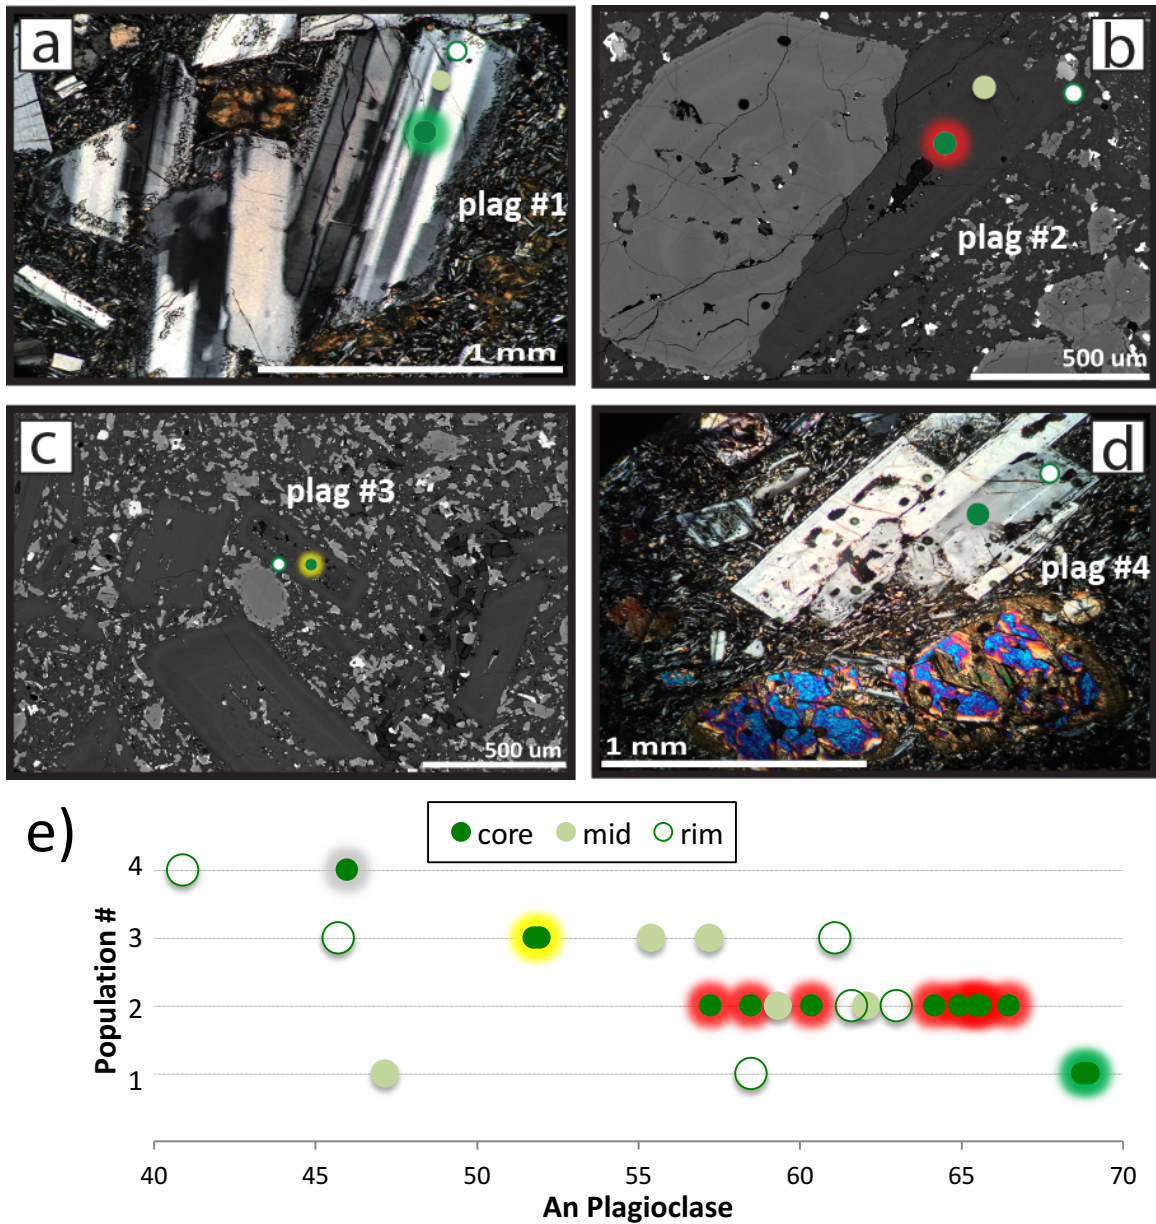 a
plag #1
1 mm
b
plag #2
500 um
c
plag #3
500 um
d
plag #4
1 mm
e)
core mid rim
Population #
4
3
2
1
40 45 50 55 60 65 70
An Plagioclase